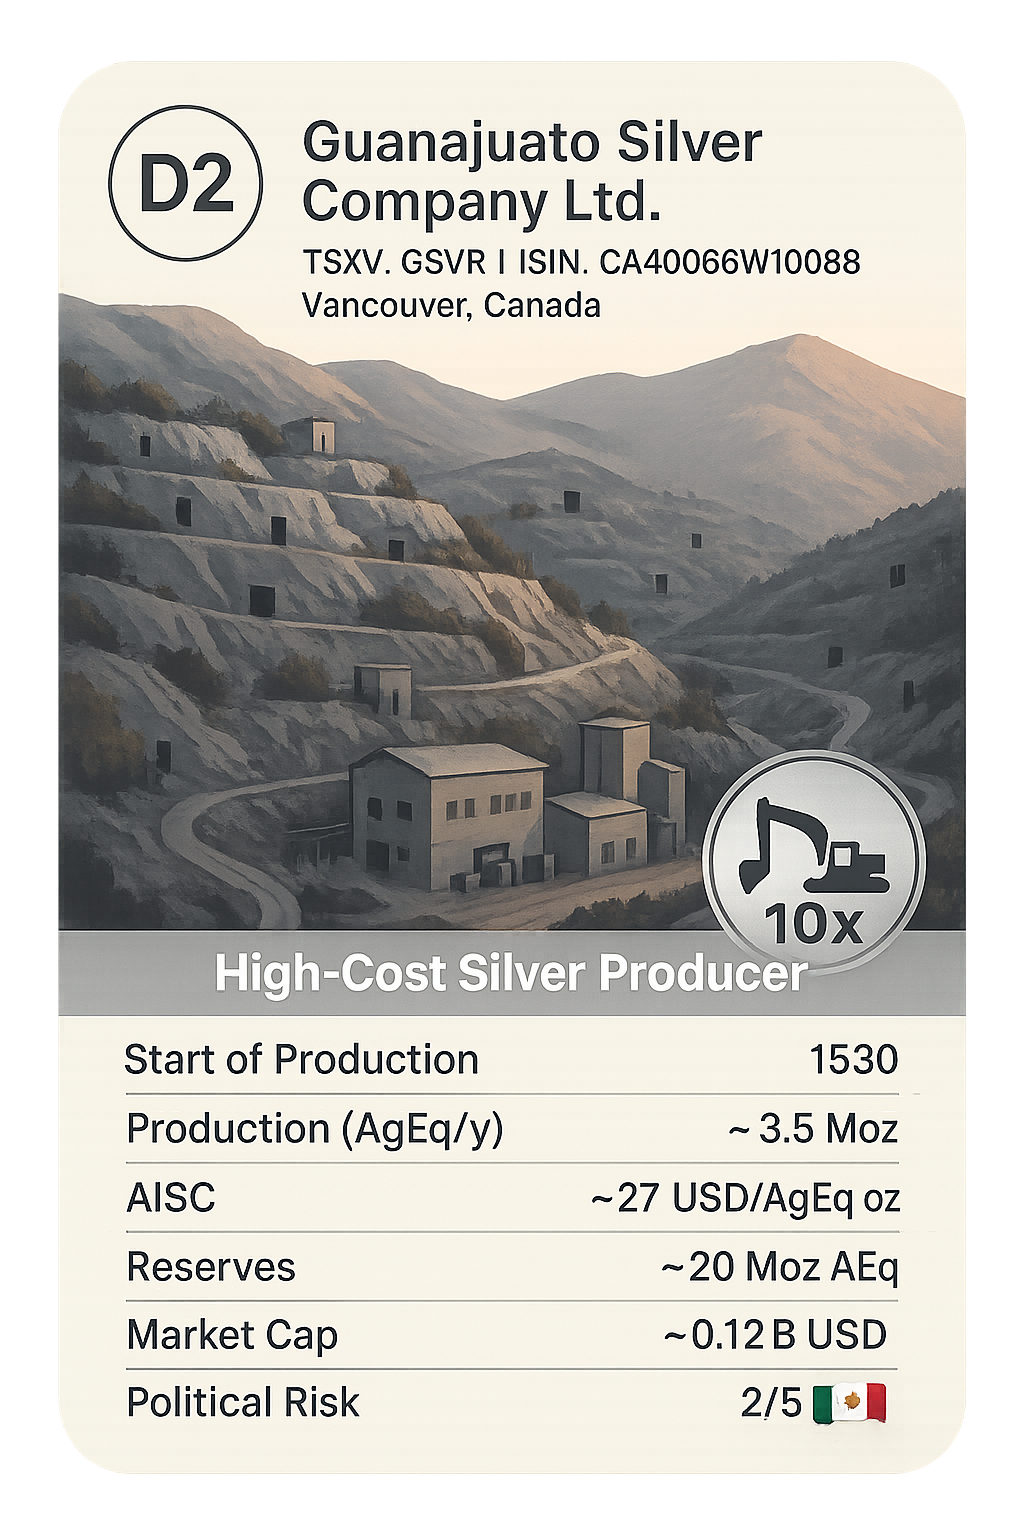 D2
Guanajuato Silver
Company Ltd.
TSXV. GSVR | ISIN. CA40066W10088
Vancouver, Canada
10x
High-Cost Silver Producer
Start of Production 1530
Production (AgEq/y) ~ 3.5 Moz
AISC ~27 USD/AgEq oz
Reserves ~20 Moz AEq
Market Cap ~0.12 B USD
Political Risk 2/5